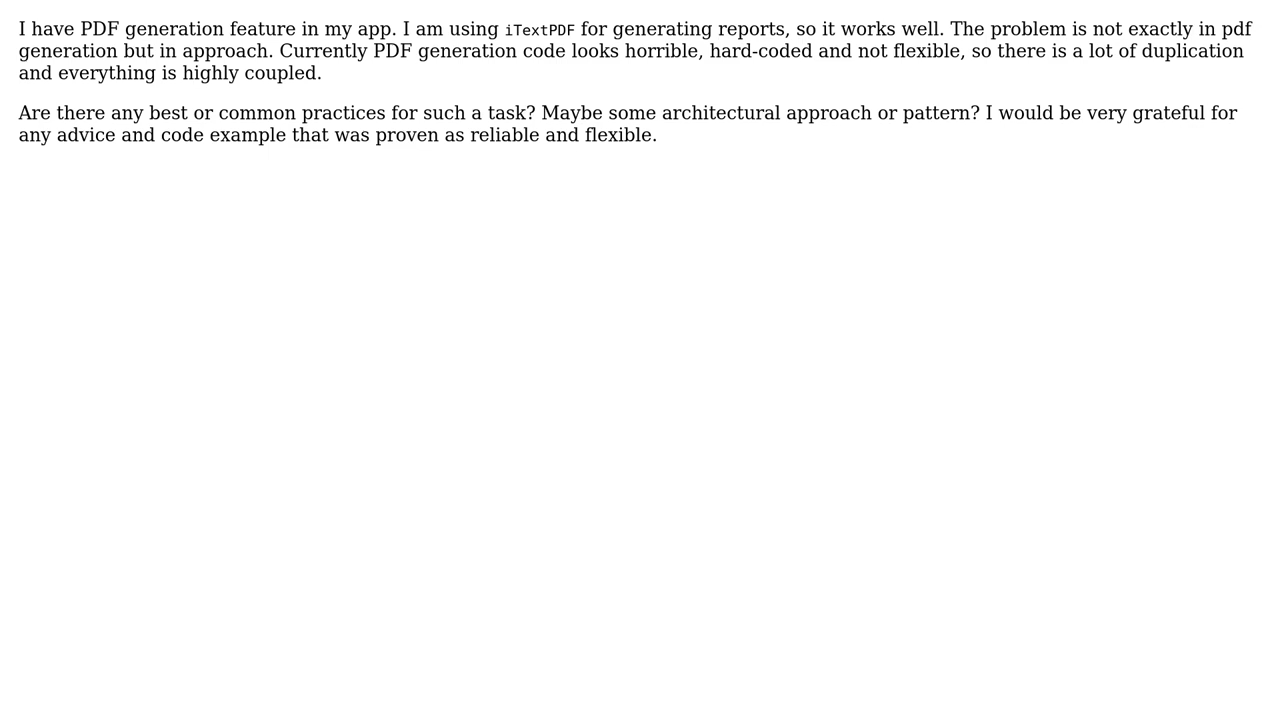 I have PDF generation feature in my app. I am using iTextPDF for generating reports, so it works well. The problem is not exactly in pdf
generation but in approach. Currently PDF generation code looks horrible, hard-coded and not flexible, so there is a lot of duplication
and everything is highly coupled.
Are there any best or common practices for such a task? Maybe some architectural approach or pattern? I would be very grateful for
any advice and code example that was proven as reliable and flexible.